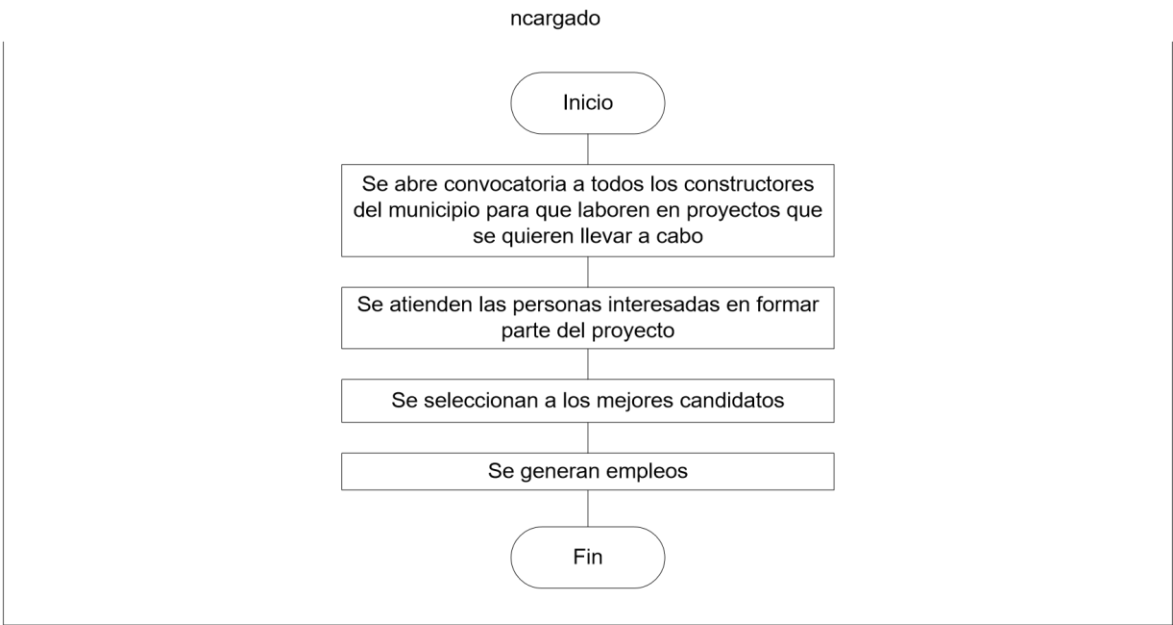 ncargado
Inicio
Se abre convocatoria a todos los constructores
del municipio para que laboren en proyectos que
se quieren llevar a cabo
Se atienden las personas interesadas en formar
parte del proyecto
Se seleccionan a los mejores candidatos
Se generan empleos
Fin